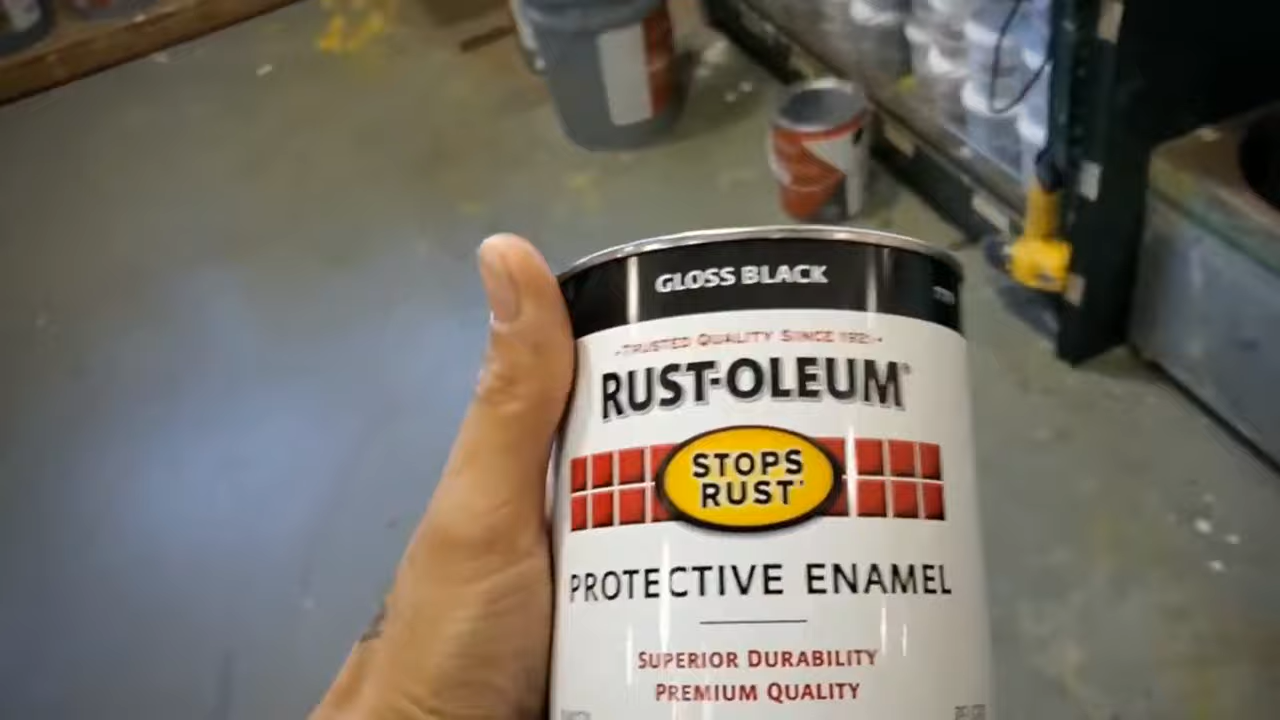 GLOSS BLACK
-TRUSTED QUALITY SINCE 1921-
RUST-OLEUM®
STOPS
RUST®
PROTECTIVE ENAMEL
SUPERIOR DURABILITY
PREMIUM QUALITY